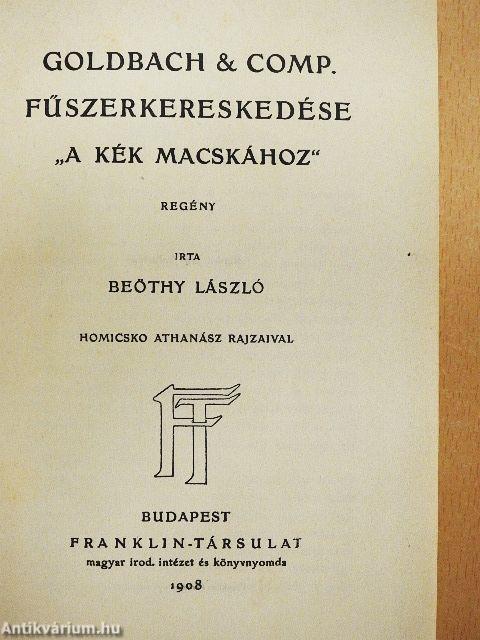 GOLDBACH & COMP.
FŰSZERKERESKEDÉSE
„A KÉK MACSKÁHOZ“
REGÉNY
IRTA
BEÖTHY LÁSZLÓ
HOMICSKO ATHANÁSZ RAJZAIVAL
FT
BUDAPEST
FRANKLIN-TÁRSULAT
magyar irod. intézet és könyvnyomda
1908
Antikvárium.hu